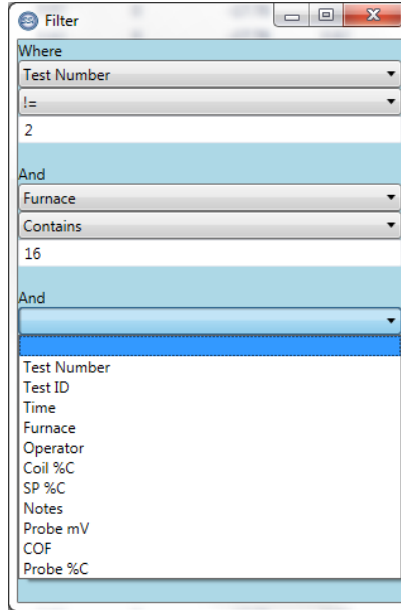 Filter
Where
Test Number
!=
2
And
Furnace
Contains
16
And
Test Number
Test ID
Time
Furnace
Operator
Coil %C
SP %C
Notes
Probe mV
COF
Probe %C